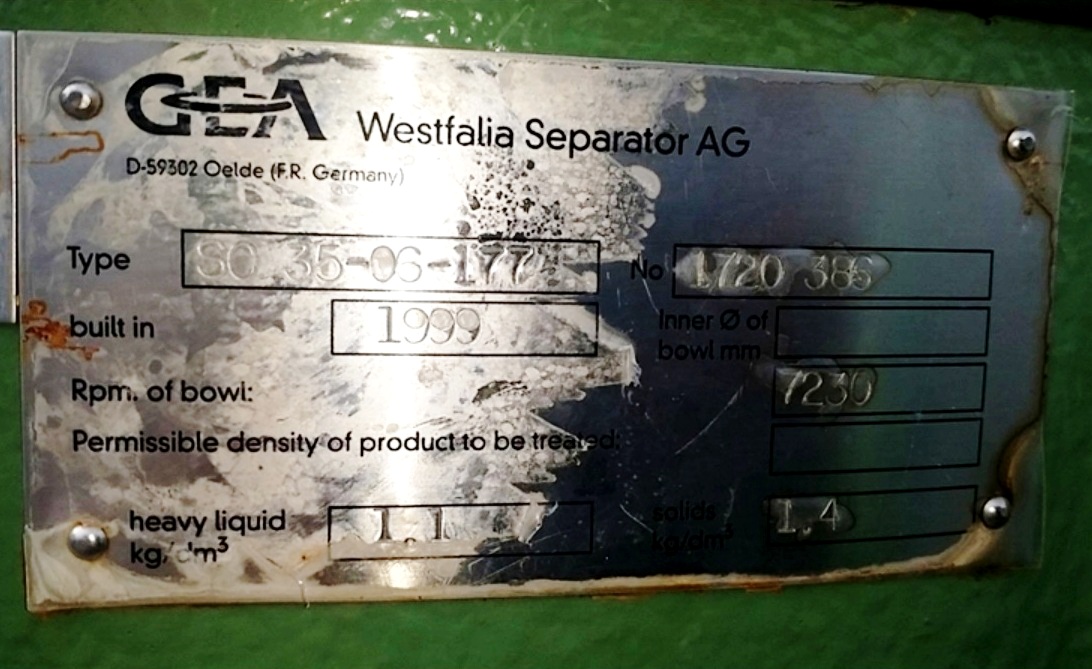 GEA Westfalia Separator AG
D-59302 Oelde (F.R. Germany)
Type SC 35-06-177 No 1720 386
built in 1999 Inner Ø of
bowl mm
Rpm. of bowl: 7230
Permissible density of product to be treated:
heavy liquid 1,1 solids 1,4
kg/dm³ kg/dm³